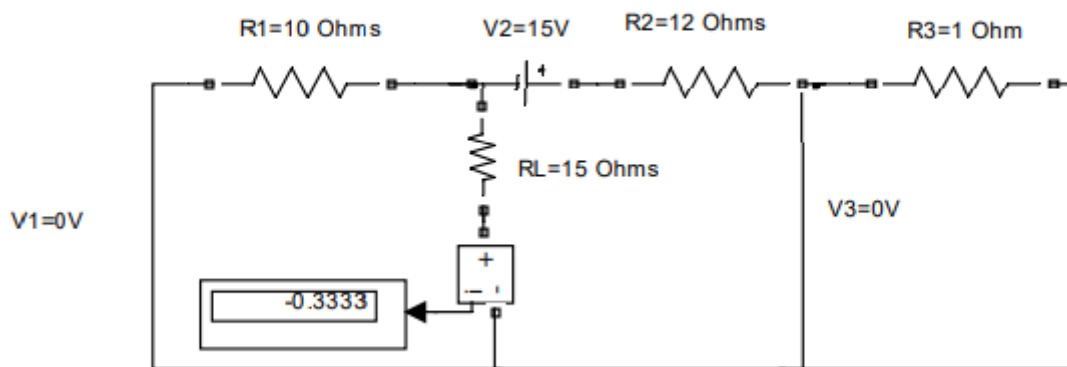 R1=10 Ohms
V2=15V
R2=12 Ohms
R3=1 Ohm
+
RL=15 Ohms
V1=0V
V3=0V
+
-
-0.3333